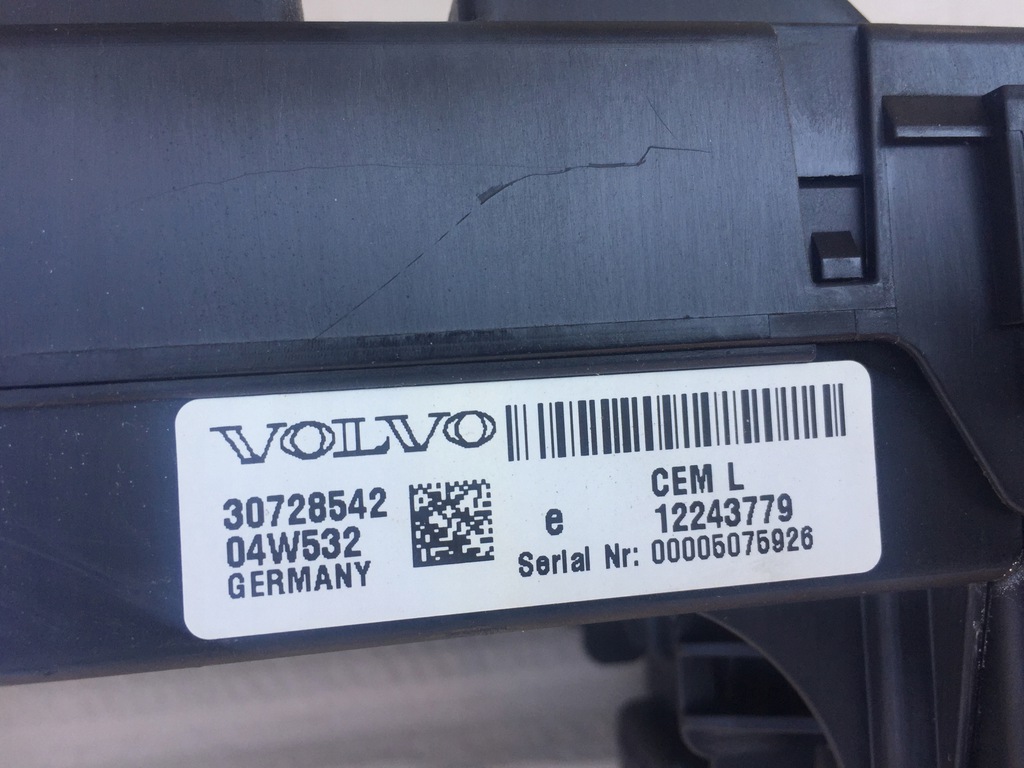 VOLVO
30728542
04W532
GERMANY
CEM L
e 12243779
Serial Nr: 00005075926